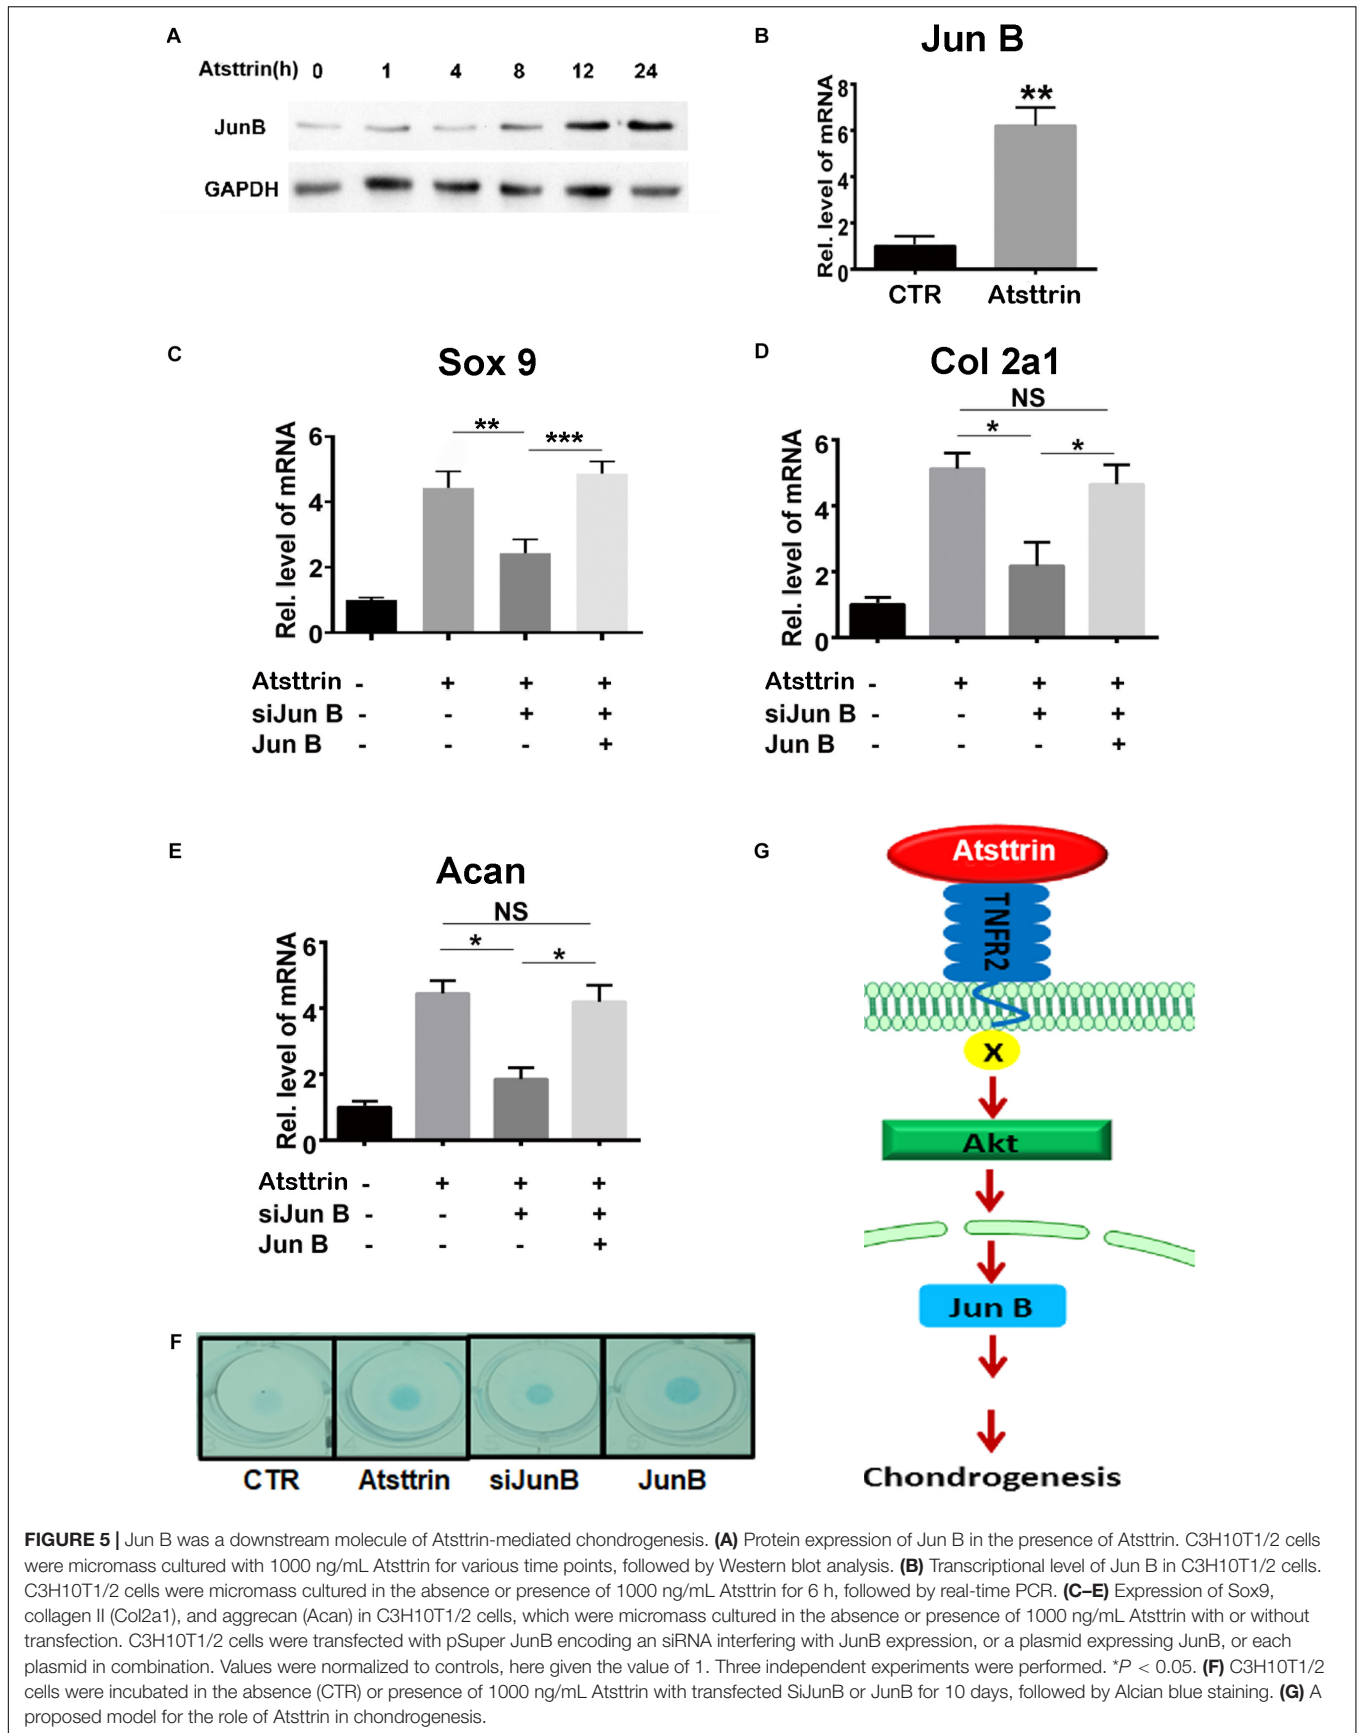 A
Atsttrin(h) 0 1 4 8 12 24
JunB
GAPDH
B
Jun B
Rel. level of mRNA
8
6
4
2
0
**
CTR Atsttrin
C
Sox 9
Rel. level of mRNA
6
4
2
0
** ***
Atsttrin - + + +
siJun B - - + +
Jun B - - - +
D
Col 2a1
NS
Rel. level of mRNA
6
4
2
0
* *
Atsttrin - + + +
siJun B - - + +
Jun B - - - +
E
Acan
NS
Rel. level of mRNA
6
4
2
0
* *
Atsttrin - + + +
siJun B - - + +
Jun B - - - +
F
CTR Atsttrin siJunB JunB
G
Atsttrin
TNFR2
X
Akt
Jun B
Chondrogenesis
FIGURE 5 | Jun B was a downstream molecule of Atsttrin-mediated chondrogenesis. (A) Protein expression of Jun B in the presence of Atsttrin. C3H10T1/2 cells
were micromass cultured with 1000 ng/mL Atsttrin for various time points, followed by Western blot analysis. (B) Transcriptional level of Jun B in C3H10T1/2 cells.
C3H10T1/2 cells were micromass cultured in the absence or presence of 1000 ng/mL Atsttrin for 6 h, followed by real-time PCR. (C–E) Expression of Sox9,
collagen II (Col2a1), and aggrecan (Acan) in C3H10T1/2 cells, which were micromass cultured in the absence or presence of 1000 ng/mL Atsttrin with or without
transfection. C3H10T1/2 cells were transfected with pSuper JunB encoding an siRNA interfering with JunB expression, or a plasmid expressing JunB, or each
plasmid in combination. Values were normalized to controls, here given the value of 1. Three independent experiments were performed. *P < 0.05. (F) C3H10T1/2
cells were incubated in the absence (CTR) or presence of 1000 ng/mL Atsttrin with transfected SiJunB or JunB for 10 days, followed by Alcian blue staining. (G) A
proposed model for the role of Atsttrin in chondrogenesis.